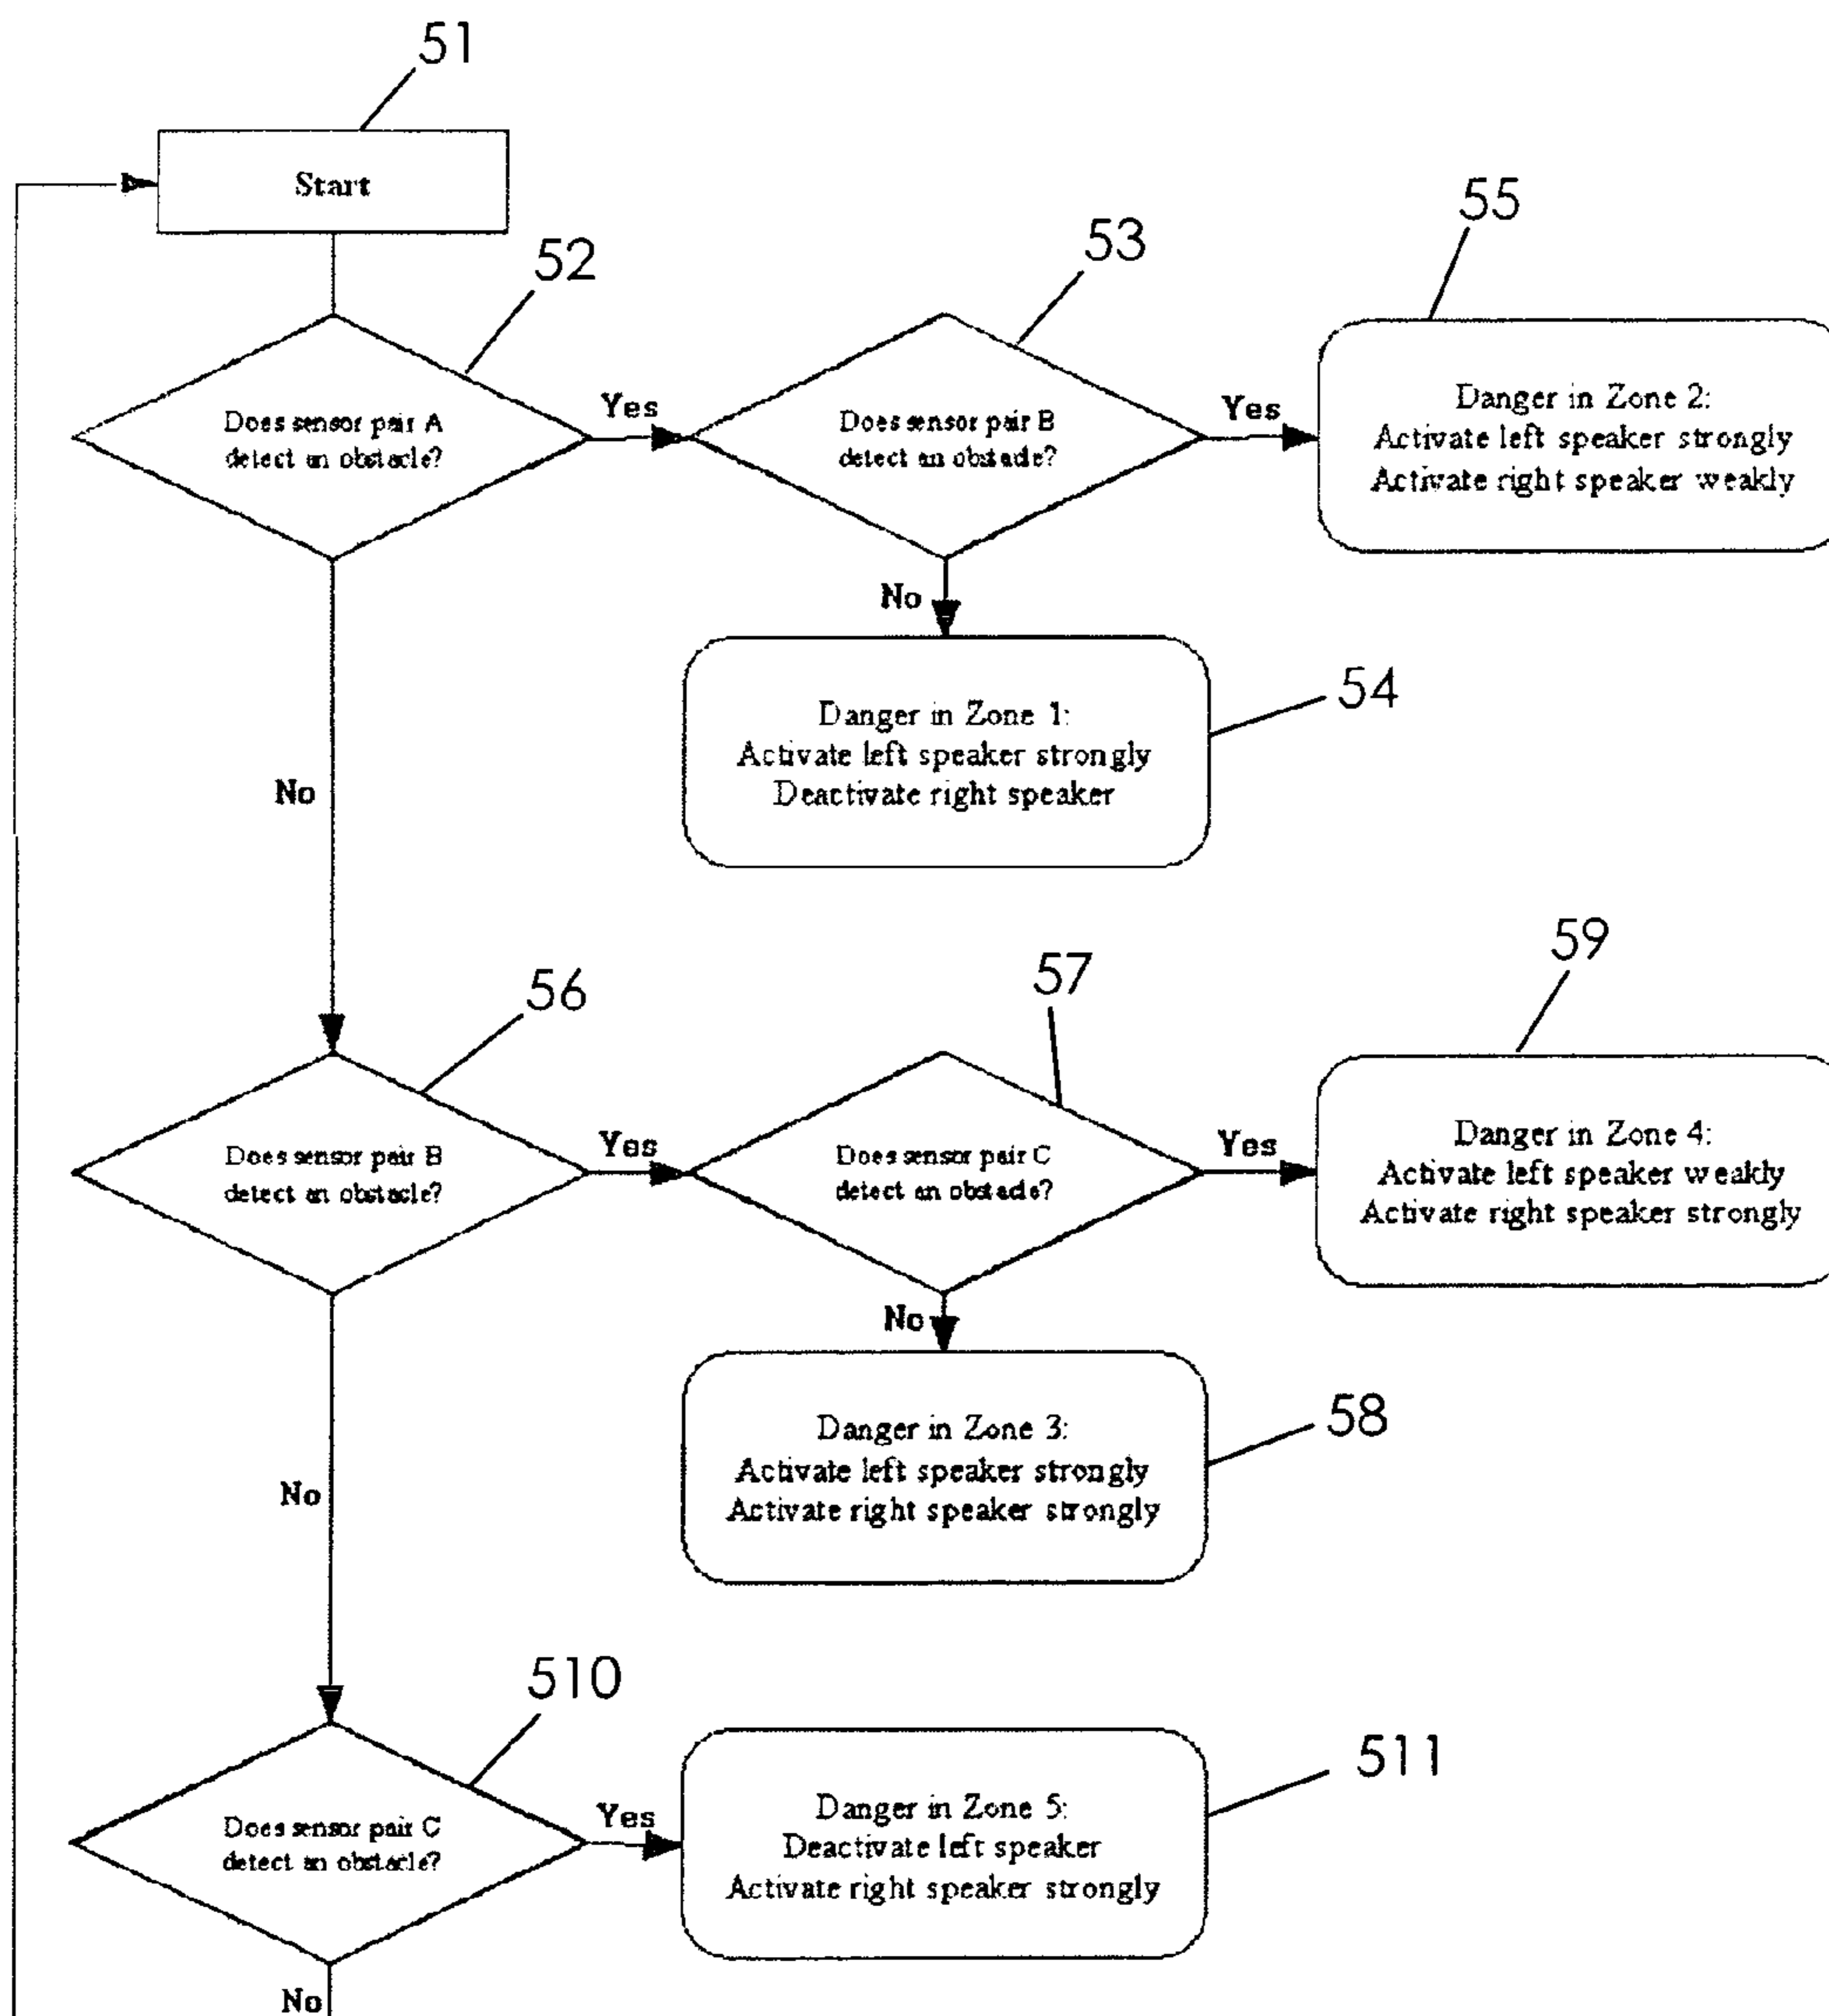 51
Start
52
53
55
Does sensor pair A
detect an obstacle?
Yes
Does sensor pair B
detect an obstacle?
Yes
Danger in Zone 2:
Activate left speaker strongly
Activate right speaker weakly
No
54
Danger in Zone 1:
Activate left speaker strongly
Deactivate right speaker
No
56
57
59
Does sensor pair B
detect an obstacle?
Yes
Does sensor pair C
detect an obstacle?
Yes
Danger in Zone 4:
Activate left speaker weakly
Activate right speaker strongly
No
58
Danger in Zone 3:
Activate left speaker strongly
Activate right speaker strongly
No
510
511
Does sensor pair C
detect an obstacle?
Yes
Danger in Zone 5:
Deactivate left speaker
Activate right speaker strongly
No